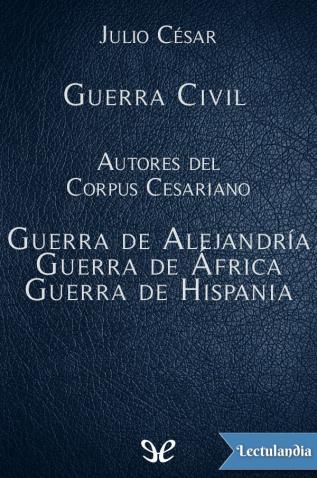 Julio César
Guerra Civil
Autores del
Corpus Cesariano
Guerra de Alejandría
Guerra de África
Guerra de Hispania
Lectulandia